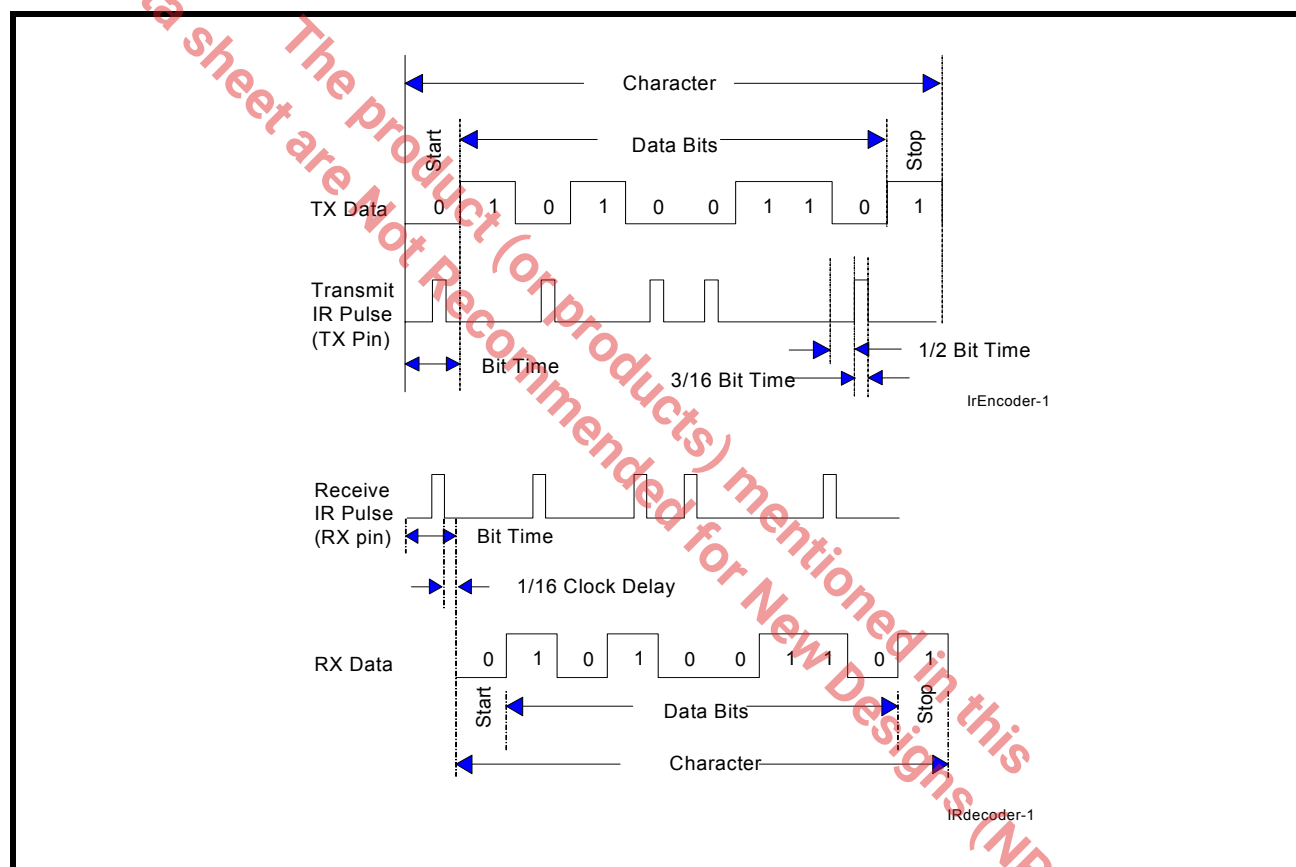 Character
Start
Data Bits
Stop
TX Data
0 1 0 1 0 0 1 1 0 1
Transmit
IR Pulse
(TX Pin)
Bit Time
1/2 Bit Time
3/16 Bit Time
IrEncoder-1
Receive
IR Pulse
(RX pin)
Bit Time
1/16 Clock Delay
RX Data
0 1 0 1 0 0 1 1 0 1
Start
Data Bits
Stop
Character
IRdecoder-1
The product (or products) mentioned in this
sheet are Not Recommended for New Designs